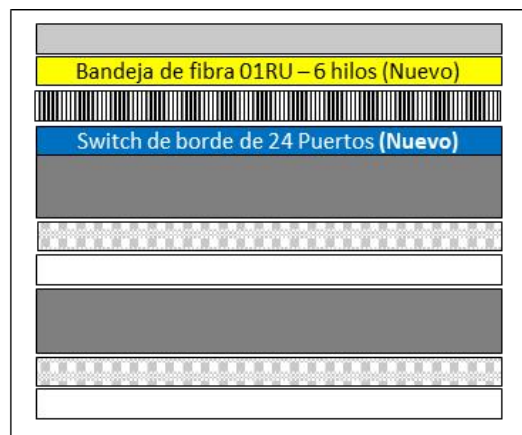 Bandeja de fibra 01RU – 6 hilos (Nuevo)
Switch de borde de 24 Puertos (Nuevo)